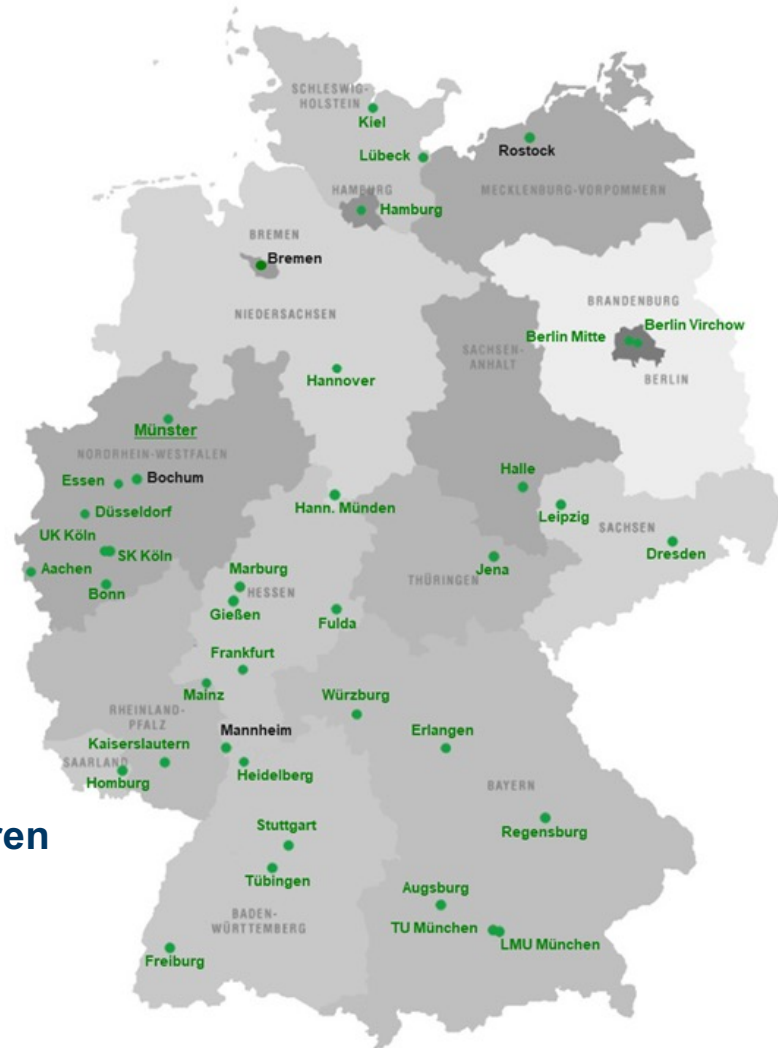 SCHLESWIG-
HOLSTEIN
Kiel
Lübeck
Rostock
MECKLENBURG-VORPOMMERN
HAMBURG
Hamburg
BREMEN
Bremen
NIEDERSACHSEN
BRANDENBURG
Berlin Mitte
Berlin Virchow
BERLIN
SACHSEN-
ANHALT
Hannover
Münster
NORDRHEIN-WESTFALEN
Essen
Bochum
Düsseldorf
UK Köln
SK Köln
Aachen
Bonn
Hann. Münden
Halle
Leipzig
SACHSEN
Dresden
Jena
THÜRINGEN
Marburg
HESSEN
Gießen
Fulda
Frankfurt
Mainz
RHEINLAND-
PFALZ
Würzburg
Mannheim
Erlangen
Kaiserslautern
SAARLAND
Homburg
Heidelberg
BAYERN
Regensburg
ren
Stuttgart
Tübingen
Augsburg
TU München
LMU München
BADEN-
WÜRTTEMBERG
Freiburg